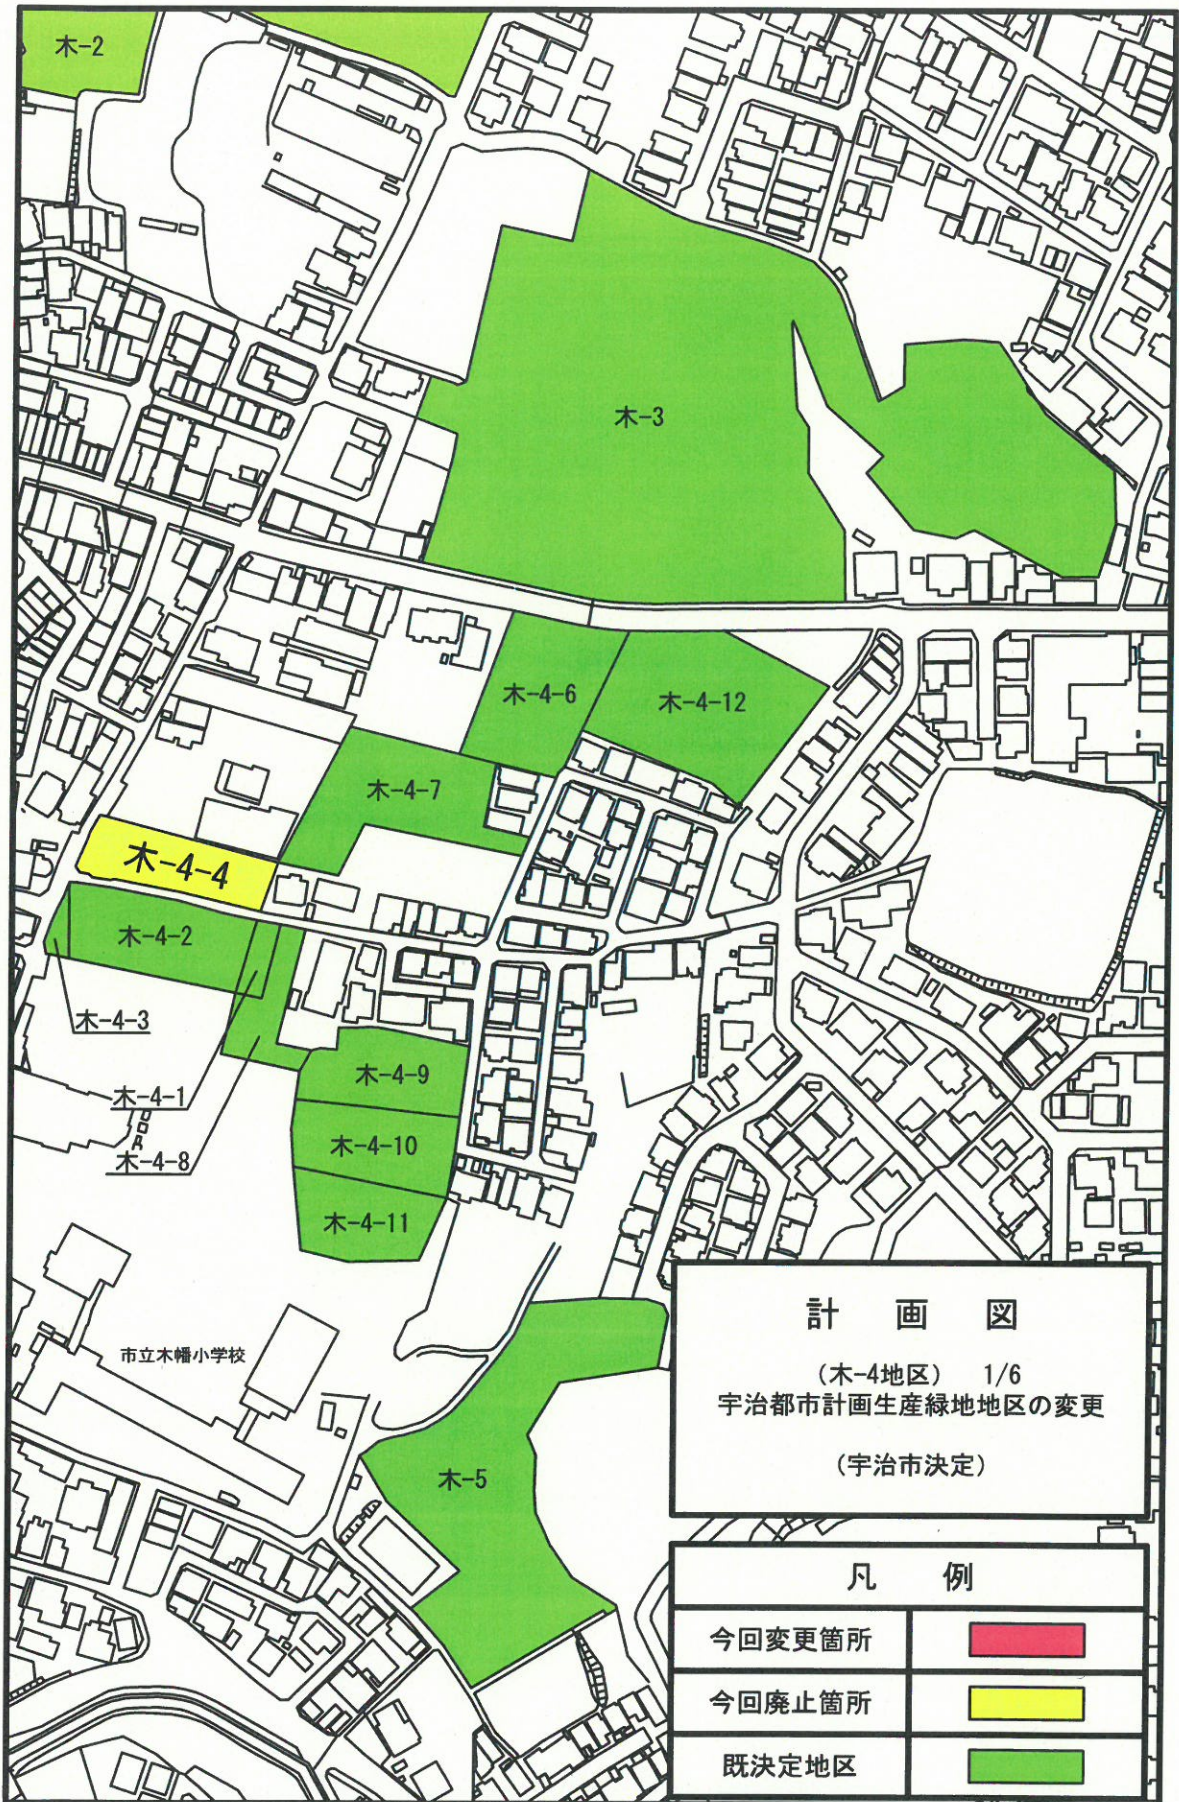 木-2
木-3
木-4-6
木-4-12
木-4-7
木-4-4
木-4-2
木-4-3
木-4-1
木-4-8
木-4-9
木-4-10
木-4-11
市立木幡小学校
木-5
計 画 図
(木-4地区) 1/6
宇治都市計画生産緑地地区の変更
(宇治市決定)
凡 例
今回変更箇所
今回廃止箇所
既決定地区